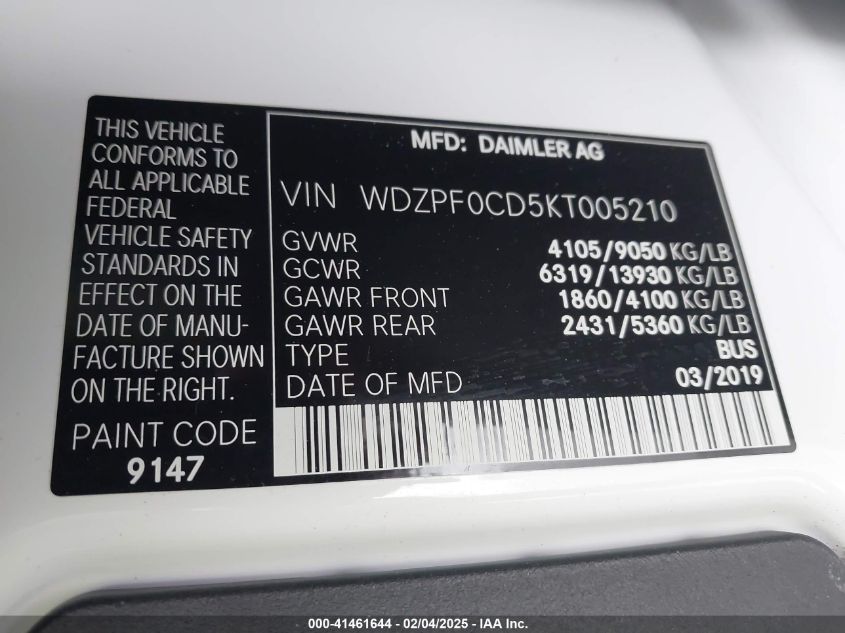 THIS VEHICLE
CONFORMS TO
ALL APPLICABLE
FEDERAL
VEHICLE SAFETY
STANDARDS IN
EFFECT ON THE
DATE OF MANU-
FACTURE SHOWN
ON THE RIGHT.
PAINT CODE
9147
MFD: DAIMLER AG
VIN WDZPF0CD5KT005210
GVWR 4105/9050 KG/LB
GCWR 6319/13930 KG/LB
GAWR FRONT 1860/4100 KG/LB
GAWR REAR 2431/5360 KG/LB
TYPE BUS
DATE OF MFD 03/2019
000-41461644 - 02/04/2025 - IAA Inc.